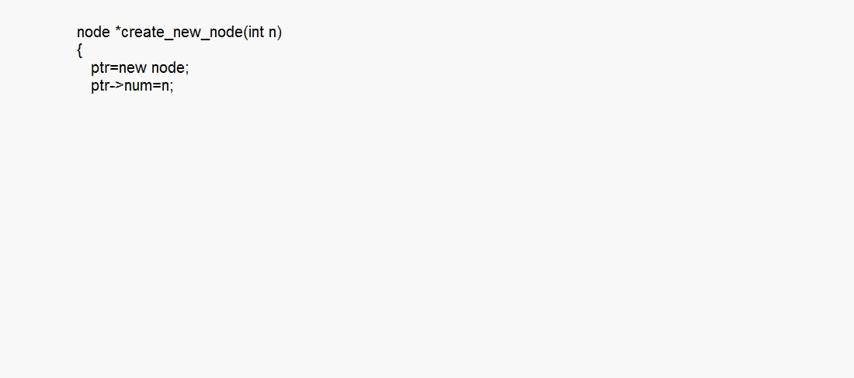 node *create_new_node(int n)
{
ptr=new node;
ptr->num=n;